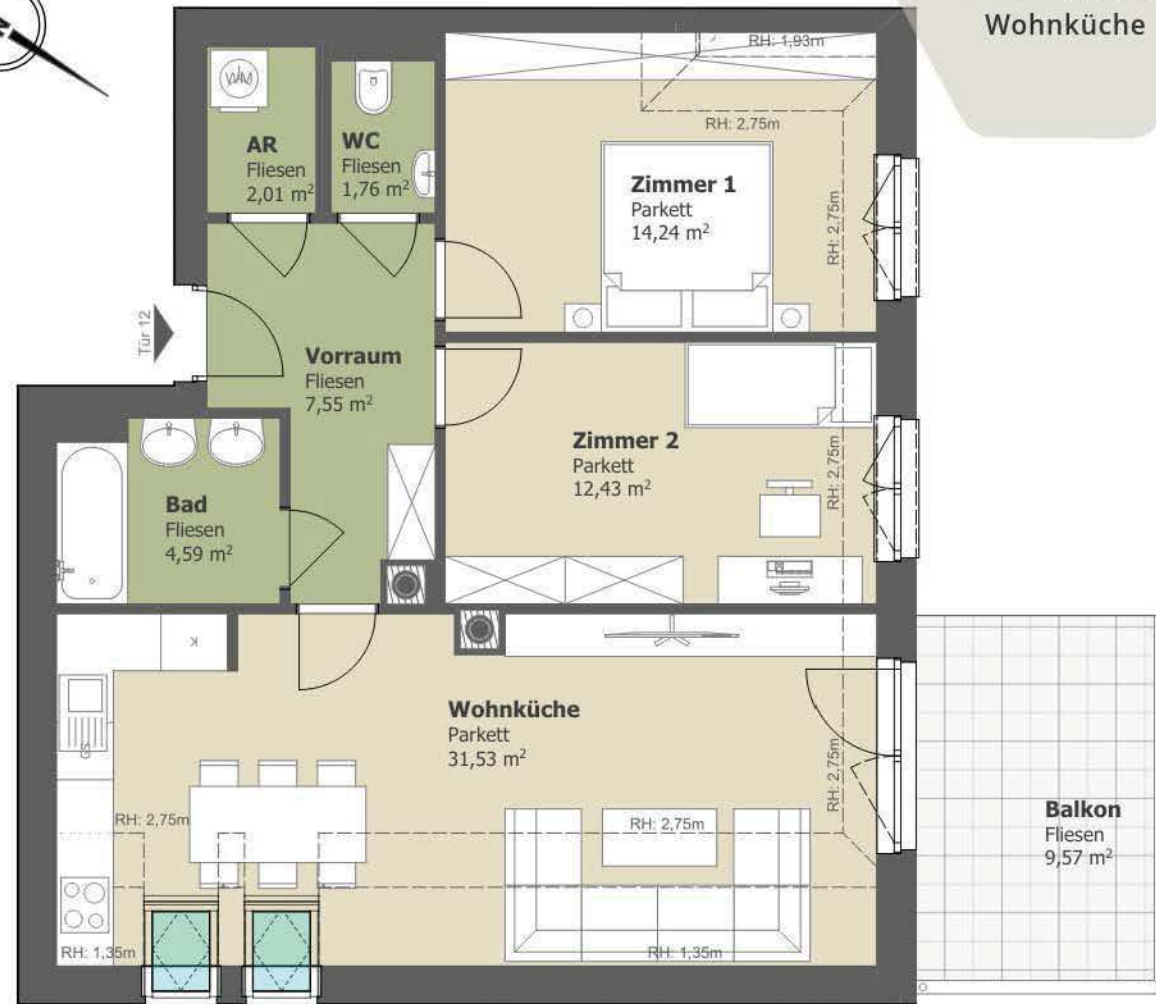 Wohnküche
N
RH: 1,93m
WM
AR
Fliesen
2,01 m²
WC
Fliesen
1,76 m²
RH: 2,75m
Zimmer 1
Parkett
14,24 m²
RH: 2,75m
Tür 12
Vorraum
Fliesen
7,55 m²
Zimmer 2
Parkett
12,43 m²
RH: 2,75m
Bad
Fliesen
4,59 m²
K
Wohnküche
Parkett
31,53 m²
GS
RH: 2,75m
RH: 2,75m
RH: 2,75m
Balkon
Fliesen
9,57 m²
RH: 1,35m
RH: 1,35m